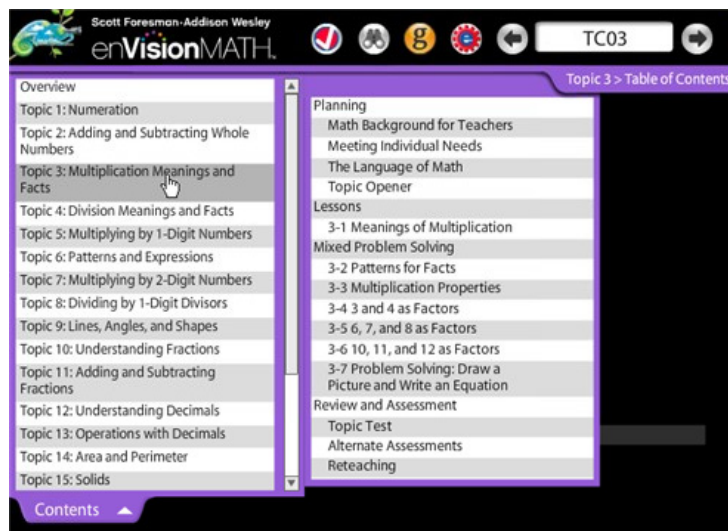 Scott Foresman-Addison Wesley
enVisionMATH.
g
e
TC03
Topic 3 > Table of Contents
Overview
Topic 1: Numeration
Topic 2: Adding and Subtracting Whole
Numbers
Topic 3: Multiplication Meanings and
Facts
Topic 4: Division Meanings and Facts
Topic 5: Multiplying by 1-Digit Numbers
Topic 6: Patterns and Expressions
Topic 7: Multiplying by 2-Digit Numbers
Topic 8: Dividing by 1-Digit Divisors
Topic 9: Lines, Angles, and Shapes
Topic 10: Understanding Fractions
Topic 11: Adding and Subtracting
Fractions
Topic 12: Understanding Decimals
Topic 13: Operations with Decimals
Topic 14: Area and Perimeter
Topic 15: Solids
Contents
Planning
Math Background for Teachers
Meeting Individual Needs
The Language of Math
Topic Opener
Lessons
3-1 Meanings of Multiplication
Mixed Problem Solving
3-2 Patterns for Facts
3-3 Multiplication Properties
3-4 3 and 4 as Factors
3-5 6, 7, and 8 as Factors
3-6 10, 11, and 12 as Factors
3-7 Problem Solving: Draw a
Picture and Write an Equation
Review and Assessment
Topic Test
Alternate Assessments
Reteaching